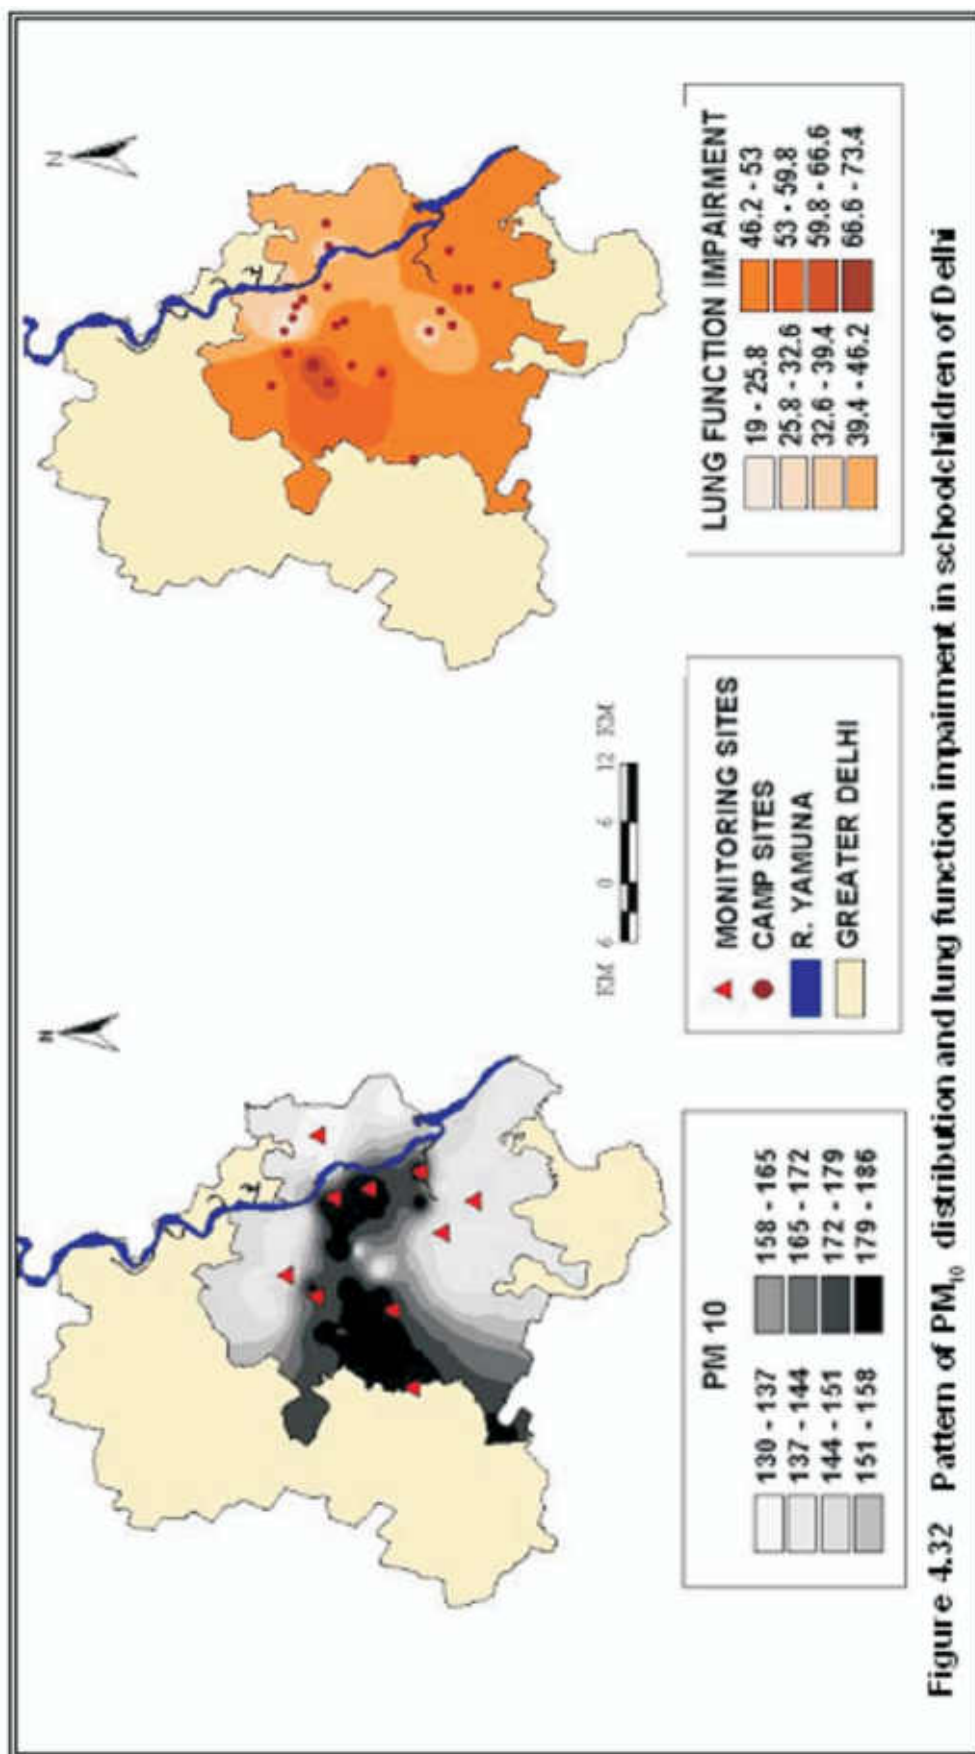 N
N
KM 6 0 6 12 KM
PM 10
130 - 137 158 - 165
137 - 144 165 - 172
144 - 151 172 - 179
151 - 158 179 - 186
MONITORING SITES
CAMP SITES
R. YAMUNA
GREATER DELHI
LUNG FUNCTION IMPAIRMENT
19 - 25.8 46.2 - 53
25.8 - 32.6 53 - 59.8
32.6 - 39.4 59.8 - 66.6
39.4 - 46.2 66.6 - 73.4
Figure 4.32 Pattern of PM₁₀ distribution and lung function impairment in schoolchildren of Delhi